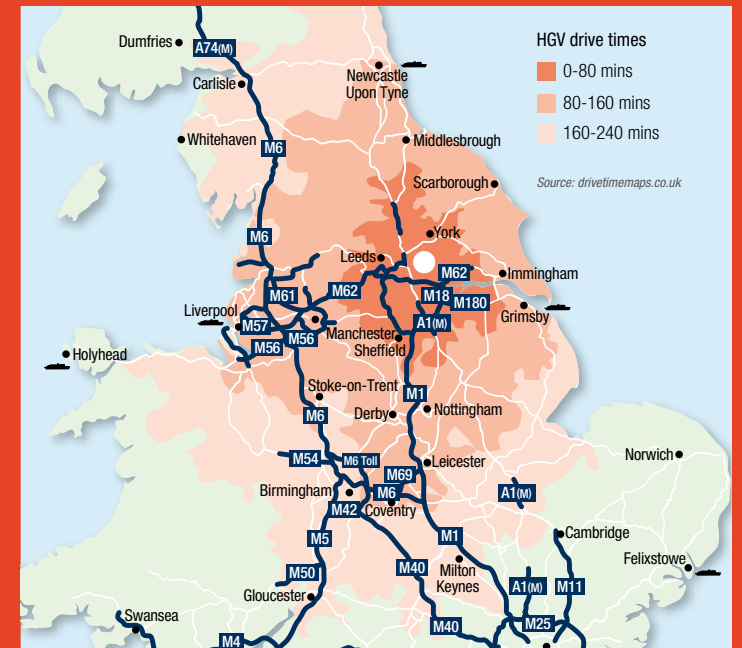 HGV drive times
0-80 mins
80-160 mins
160-240 mins
Source: drivetimemaps.co.uk
Dumfries
A74(M)
Carlisle
Newcastle
Upon Tyne
Whitehaven
M6
Middlesbrough
Scarborough
York
M6
Leeds
M62
Immingham
M61
M62
M18
M180
Grimsby
Liverpool
M57
A1(M)
M56
M56
Manchester
Sheffield
Holyhead
Stoke-on-Trent
M1
M6
Derby
Nottingham
M54
M6 Toll
Leicester
Norwich
M69
Birmingham
M6
A1(M)
M42
Coventry
M5
M1
Cambridge
Felixstowe
M50
M40
Milton
Keynes
A1(M)
M11
Gloucester
Swansea
M40
M25
M4